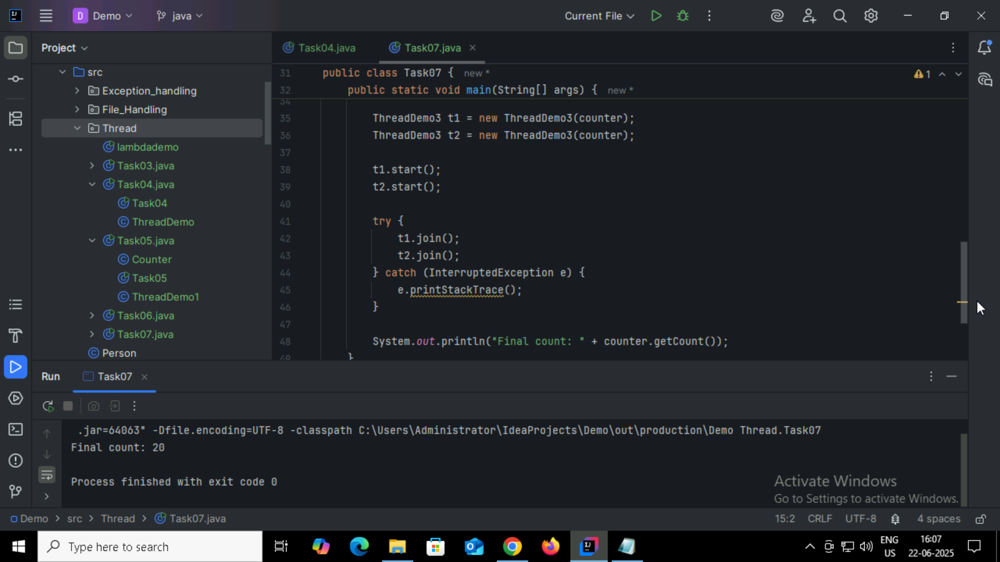 D Demo java Current File
Project
src
Exception_handling
File_Handling
Thread
lambdademo
Task03.java
Task04.java
Task04
ThreadDemo
Task05.java
Counter
Task05
ThreadDemo1
Task06.java
Task07.java
Person
Task04.java Task07.java
31 public class Task07 { new *
1
32 public static void main(String[] args) { new *
34
35 ThreadDemo3 t1 = new ThreadDemo3(counter);
36 ThreadDemo3 t2 = new ThreadDemo3(counter);
37
38 t1.start();
39 t2.start();
40
41 try {
42 t1.join();
43 t2.join();
44 } catch (InterruptedException e) {
45 e.printStackTrace();
46 }
47
48 System.out.println("Final count: " + counter.getCount());
49 }
Run Task07
.jar=64063" -Dfile.encoding=UTF-8 -classpath C:\Users\Administrator\IdeaProjects\Demo\out\production\Demo Thread.Task07
Final count: 20
Process finished with exit code 0
Activate Windows
Go to Settings to activate Windows.
Demo > src > Thread > Task07.java 15:2 CRLF UTF-8 4 spaces
Type here to search
ENG
US
16:07
22-06-2025